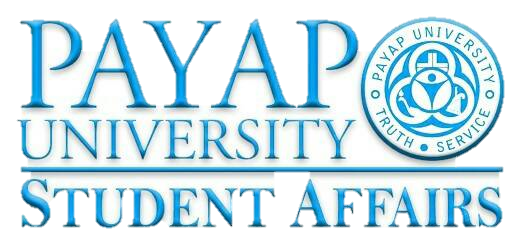 PAYAP
UNIVERSITY
STUDENT AFFAIRS
PAYAP UNIVERSITY
TRUTH • SERVICE